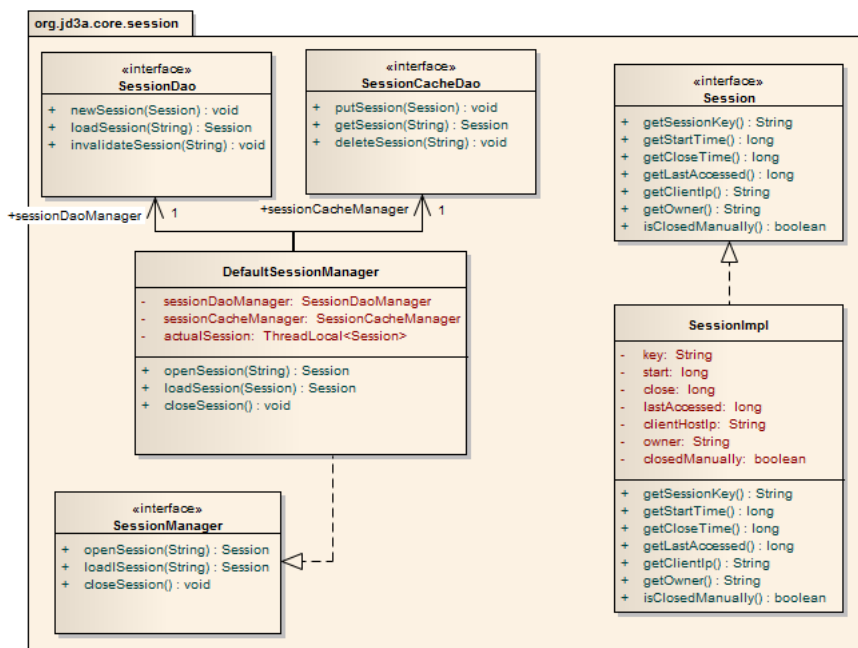 org.jd3a.core.session
«interface»
SessionDao
+ newSession(Session) : void
+ loadSession(String) : Session
+ invalidateSession(String) : void
«interface»
SessionCacheDao
+ putSession(Session) : void
+ getSession(String) : Session
+ deleteSession(String) : void
«interface»
Session
+ getSessionKey() : String
+ getStartTime() : long
+ getCloseTime() : long
+ getLastAccessed() : long
+ getClientIp() : String
+ getOwner() : String
+ isClosedManually() : boolean
+sessionDaoManager 1
+sessionCacheManager 1
DefaultSessionManager
- sessionDaoManager: SessionDaoManager
- sessionCacheManager: SessionCacheManager
- actualSession: ThreadLocal<Session>
+ openSession(String) : Session
+ loadSession(Session) : Session
+ closeSession() : void
SessionImpl
- key: String
- start: long
- close: long
- lastAccessed: long
- clientHostIp: String
- owner: String
- closedManually: boolean
+ getSessionKey() : String
+ getStartTime() : long
+ getCloseTime() : long
+ getLastAccessed() : long
+ getClientIp() : String
+ getOwner() : String
+ isClosedManually() : boolean
«interface»
SessionManager
+ openSession(String) : Session
+ loadlSession(String) : Session
+ closeSession() : void